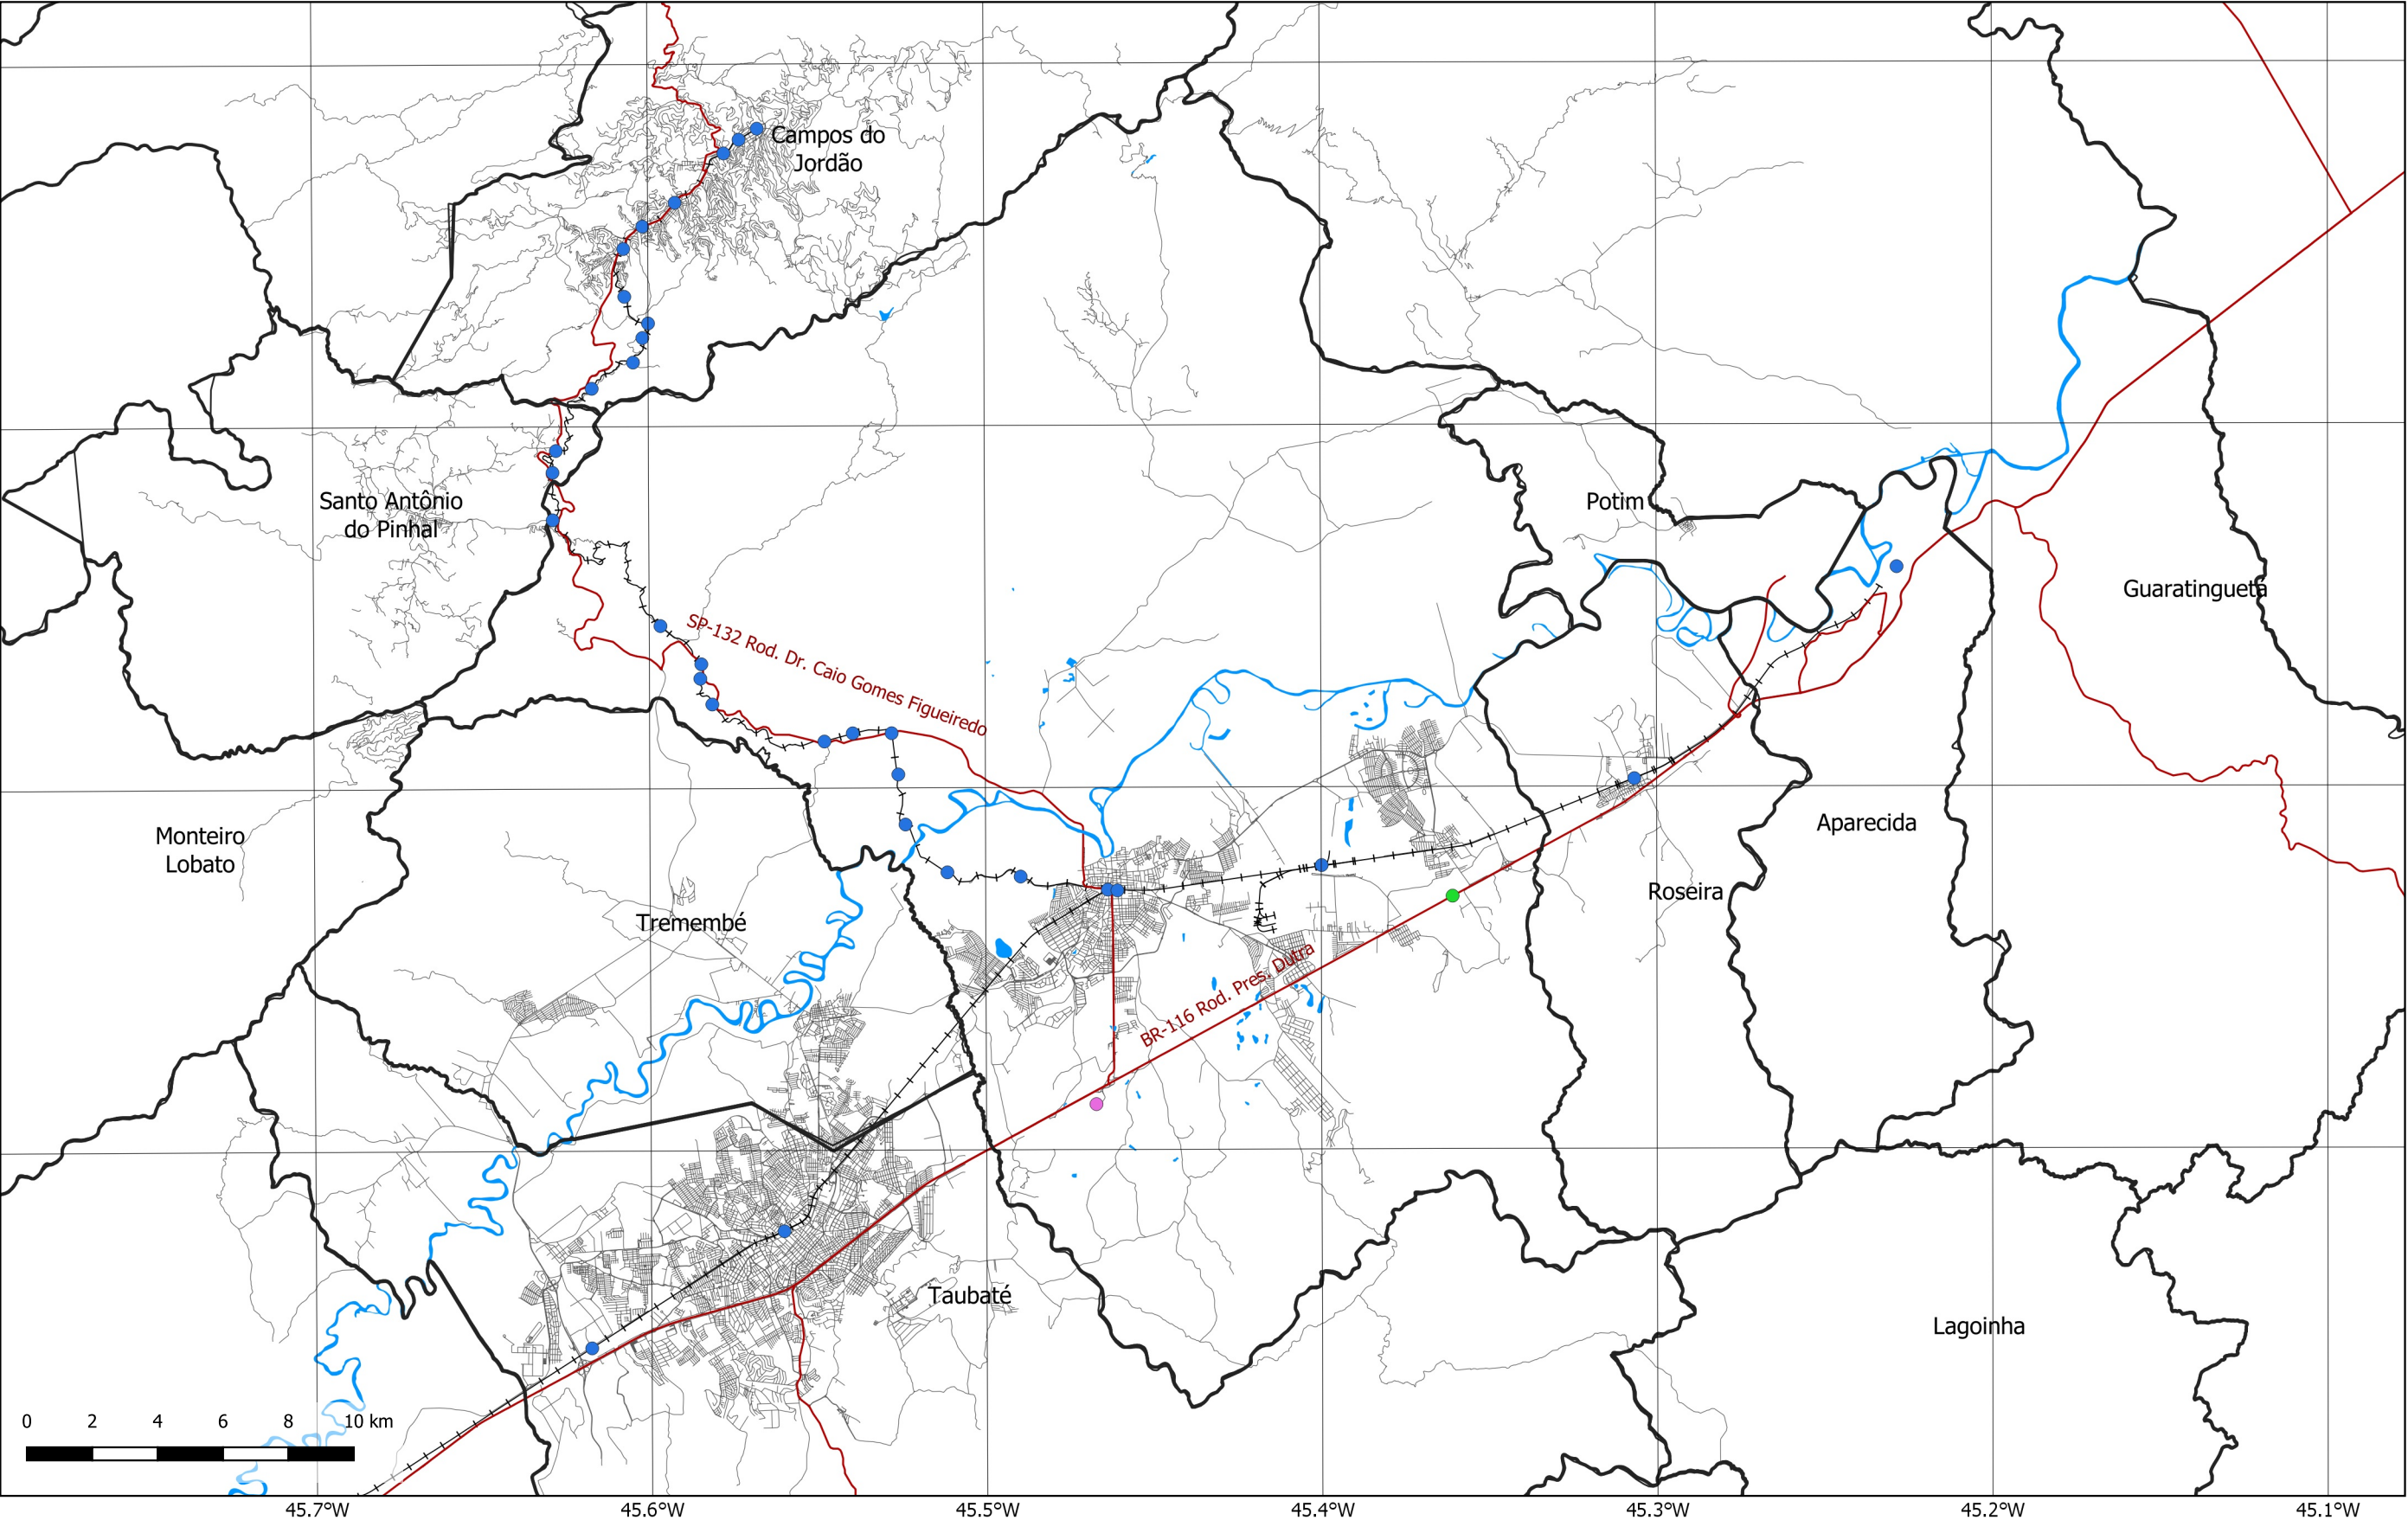 Campos do
Jordão
Santo Antônio
do Pinhal
Potim
Guaratinguetá
SP-132 Rod. Dr. Caio Gomes Figueiredo
Monteiro
Lobato
Aparecida
Roseira
Tremembé
BR-116 Rod. Pres. Dutra
Taubaté
Lagoinha
0 2 4 6 8 10 km
45.7°W 45.6°W 45.5°W 45.4°W 45.3°W 45.2°W 45.1°W